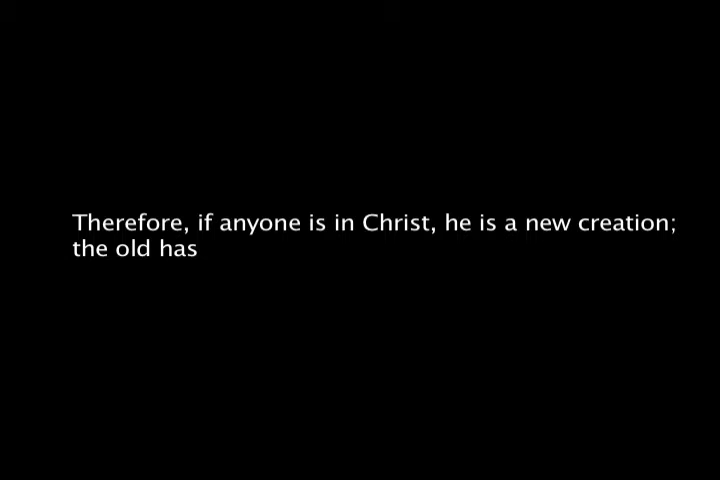 Therefore, if anyone is in Christ, he is a new creation;
the old has